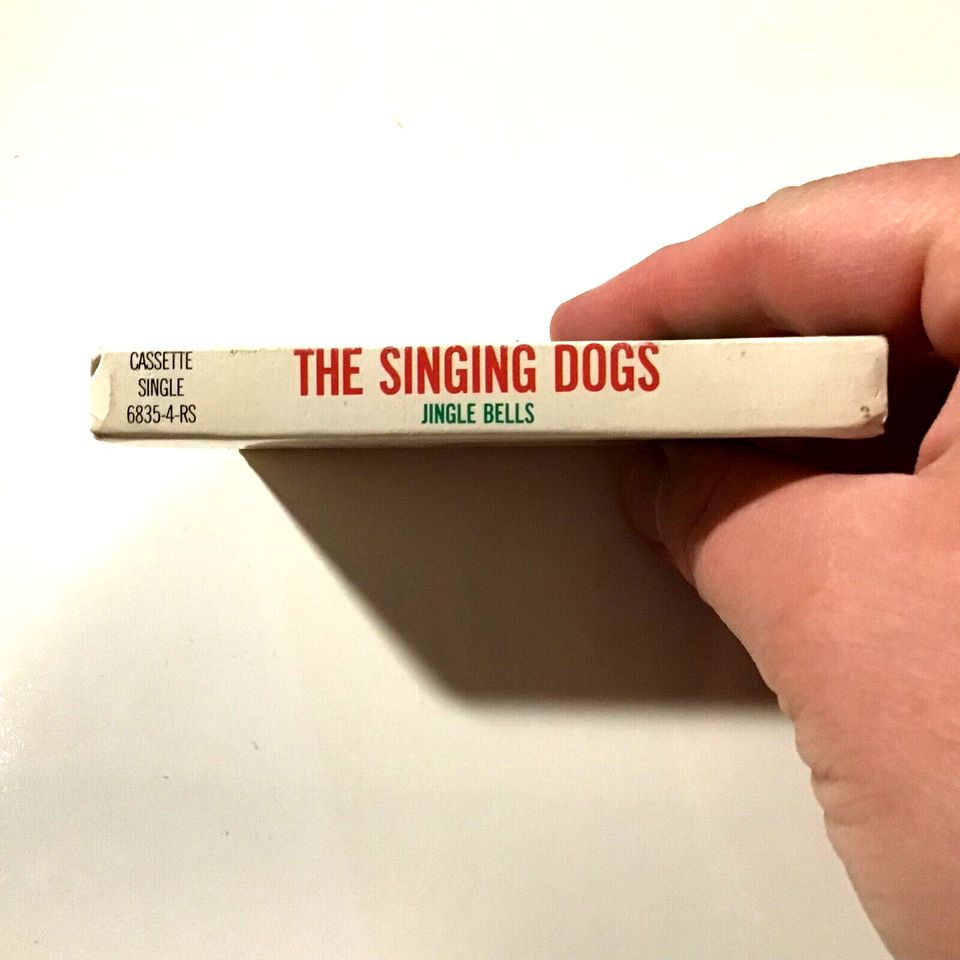 CASSETTE
SINGLE
6835-4-RS
THE SINGING DOGS
JINGLE BELLS